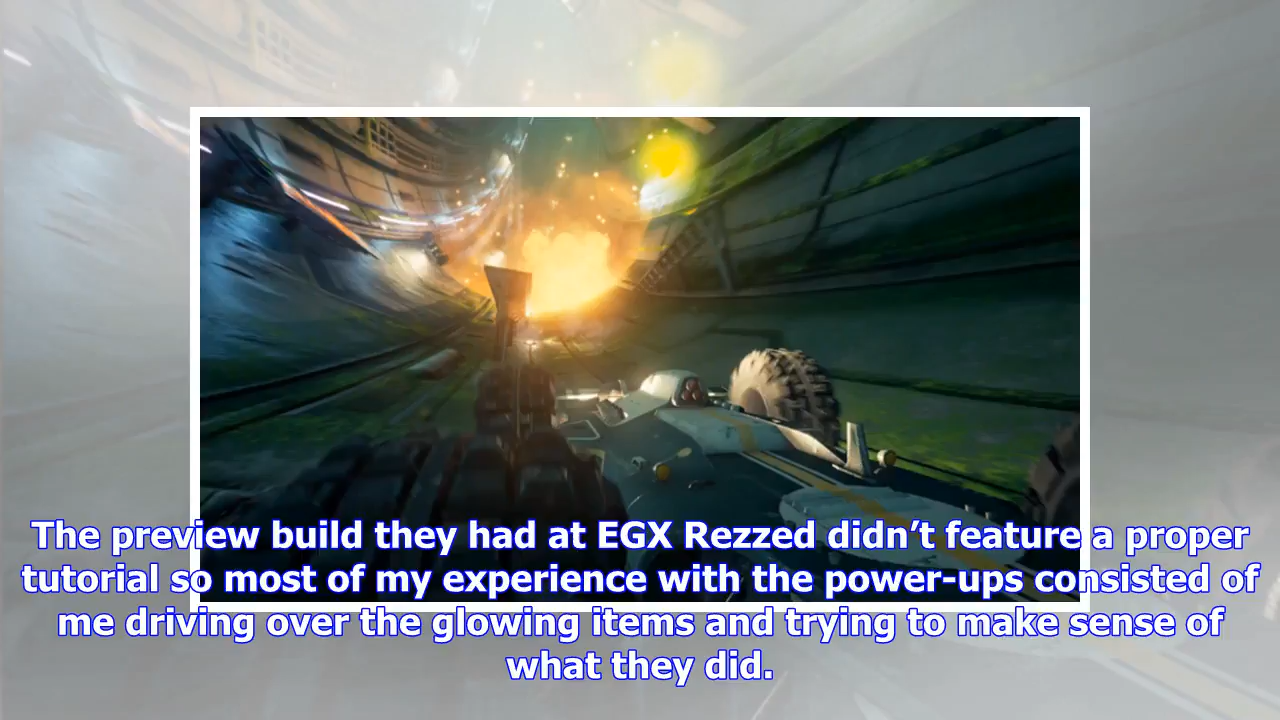 The preview build they had at EGX Rezzed didn’t feature a proper
tutorial so most of my experience with the power-ups consisted of
me driving over the glowing items and trying to make sense of
what they did.